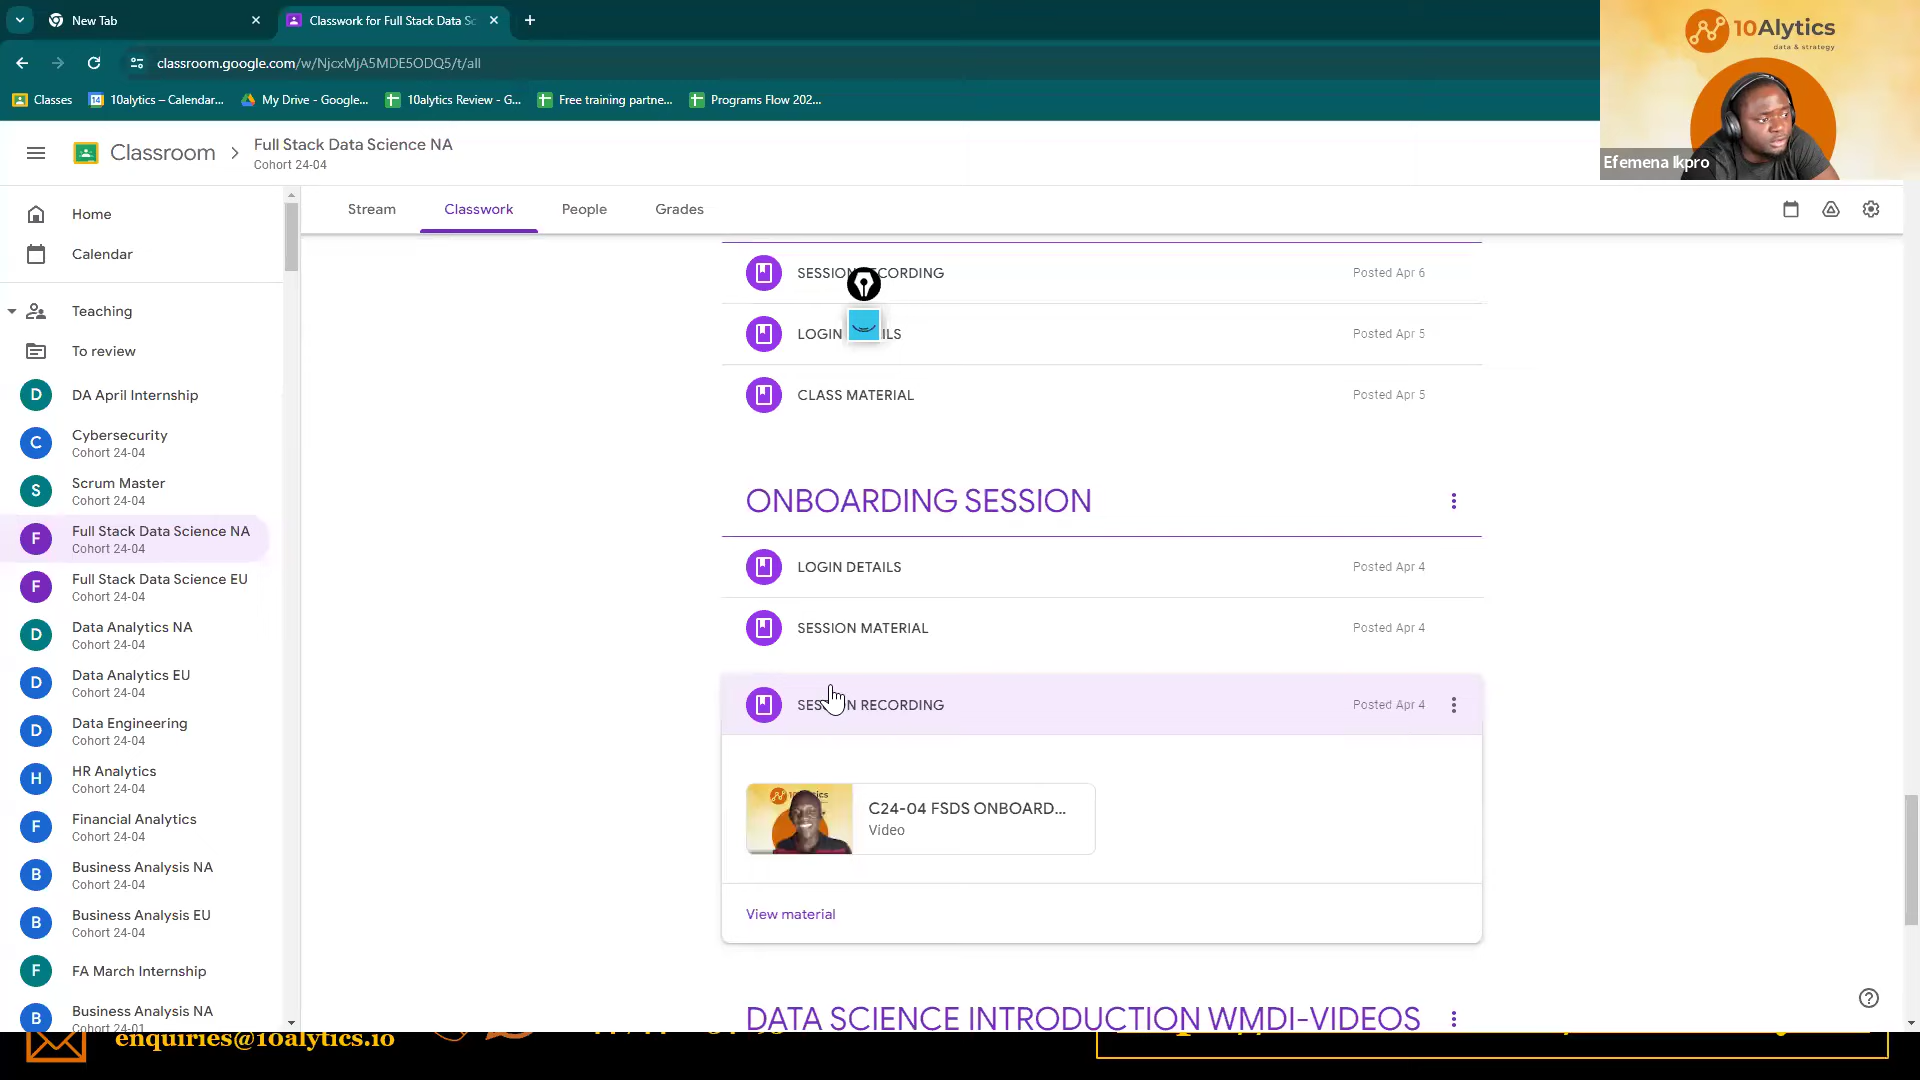 New Tab
Classwork for Full Stack Data Sc
10Alytics
data & strategy
classroom.google.com/w/NjcxMjA5MDE5ODQ5/t/all
Classes
10alytics – Calendar...
My Drive - Google...
10alytics Review - G...
Free training partne...
Programs Flow 202...
Classroom
Full Stack Data Science NA
Cohort 24-04
Efemena Ikpro
Stream
Classwork
People
Grades
Home
Calendar
Teaching
To review
D
DA April Internship
C
Cybersecurity
Cohort 24-04
S
Scrum Master
Cohort 24-04
F
Full Stack Data Science NA
Cohort 24-04
F
Full Stack Data Science EU
Cohort 24-04
D
Data Analytics NA
Cohort 24-04
D
Data Analytics EU
Cohort 24-04
D
Data Engineering
Cohort 24-04
H
HR Analytics
Cohort 24-04
F
Financial Analytics
Cohort 24-04
B
Business Analysis NA
Cohort 24-04
B
Business Analysis EU
Cohort 24-04
F
FA March Internship
B
Business Analysis NA
Cohort 24-01
SESSION RECORDING
Posted Apr 6
LOGIN DETAILS
Posted Apr 5
CLASS MATERIAL
Posted Apr 5
ONBOARDING SESSION
LOGIN DETAILS
Posted Apr 4
SESSION MATERIAL
Posted Apr 4
SESSION RECORDING
Posted Apr 4
C24-04 FSDS ONBOARD...
Video
View material
DATA SCIENCE INTRODUCTION WMDI-VIDEOS
enquiries@10alytics.io